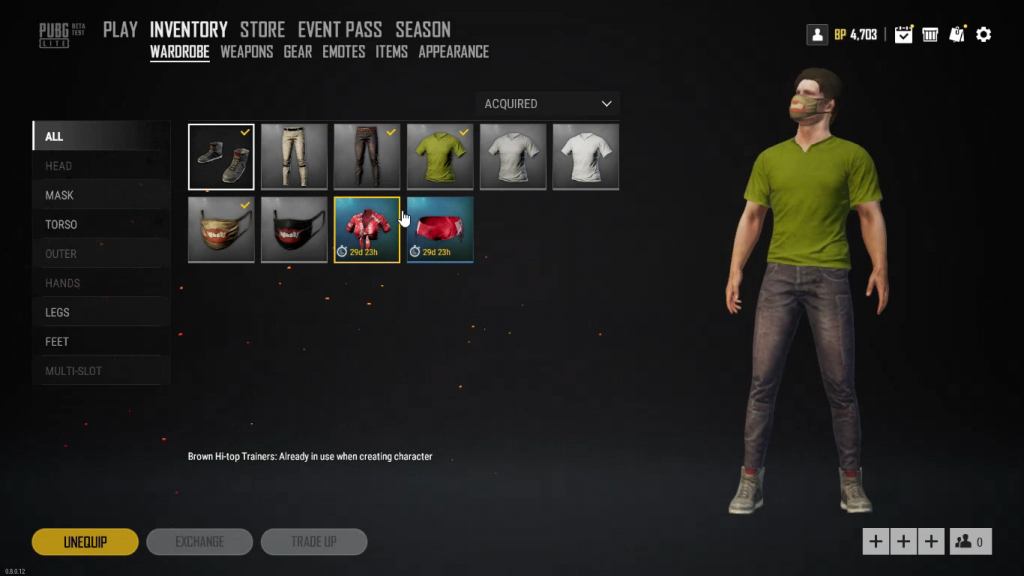 PUBG BETA TEST
LITE
PLAY INVENTORY STORE EVENT PASS SEASON
WARDROBE WEAPONS GEAR EMOTES ITEMS APPEARANCE
BP 4,703
ACQUIRED
ALL
HEAD
MASK
TORSO
OUTER
HANDS
LEGS
FEET
MULTI-SLOT
29d 23h
29d 23h
Brown Hi-top Trainers: Already in use when creating character
UNEQUIP EXCHANGE TRADE UP
0
0.8.0.12